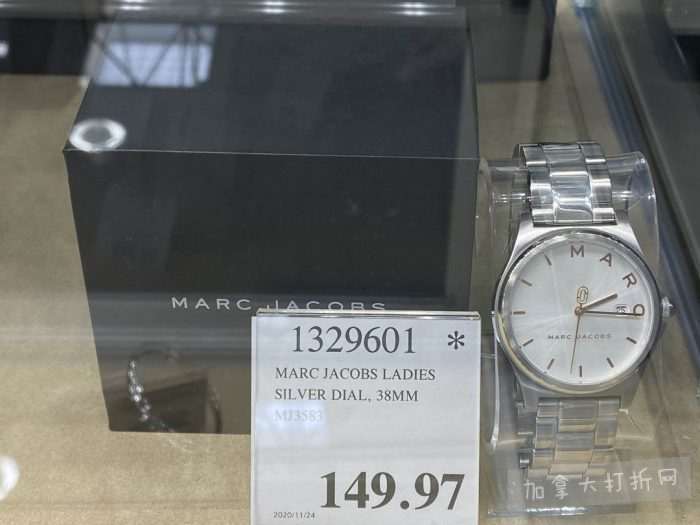 MARC JACOBS
1329601 *
MARC JACOBS LADIES
SILVER DIAL, 38MM
MJ3583
149.97
2020/11/24
MARC
MARC JACOBS
加拿大打折网